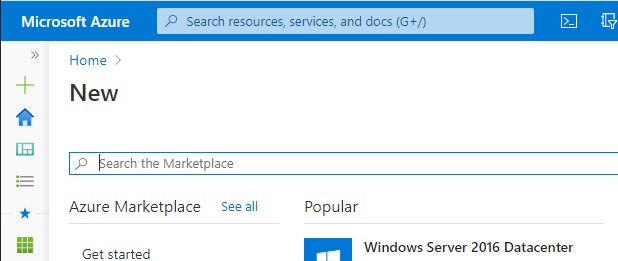 Microsoft Azure
Search resources, services, and docs (G+/)
Home
New
Search the Marketplace
Azure Marketplace See all
Popular
Get started
Windows Server 2016 Datacenter